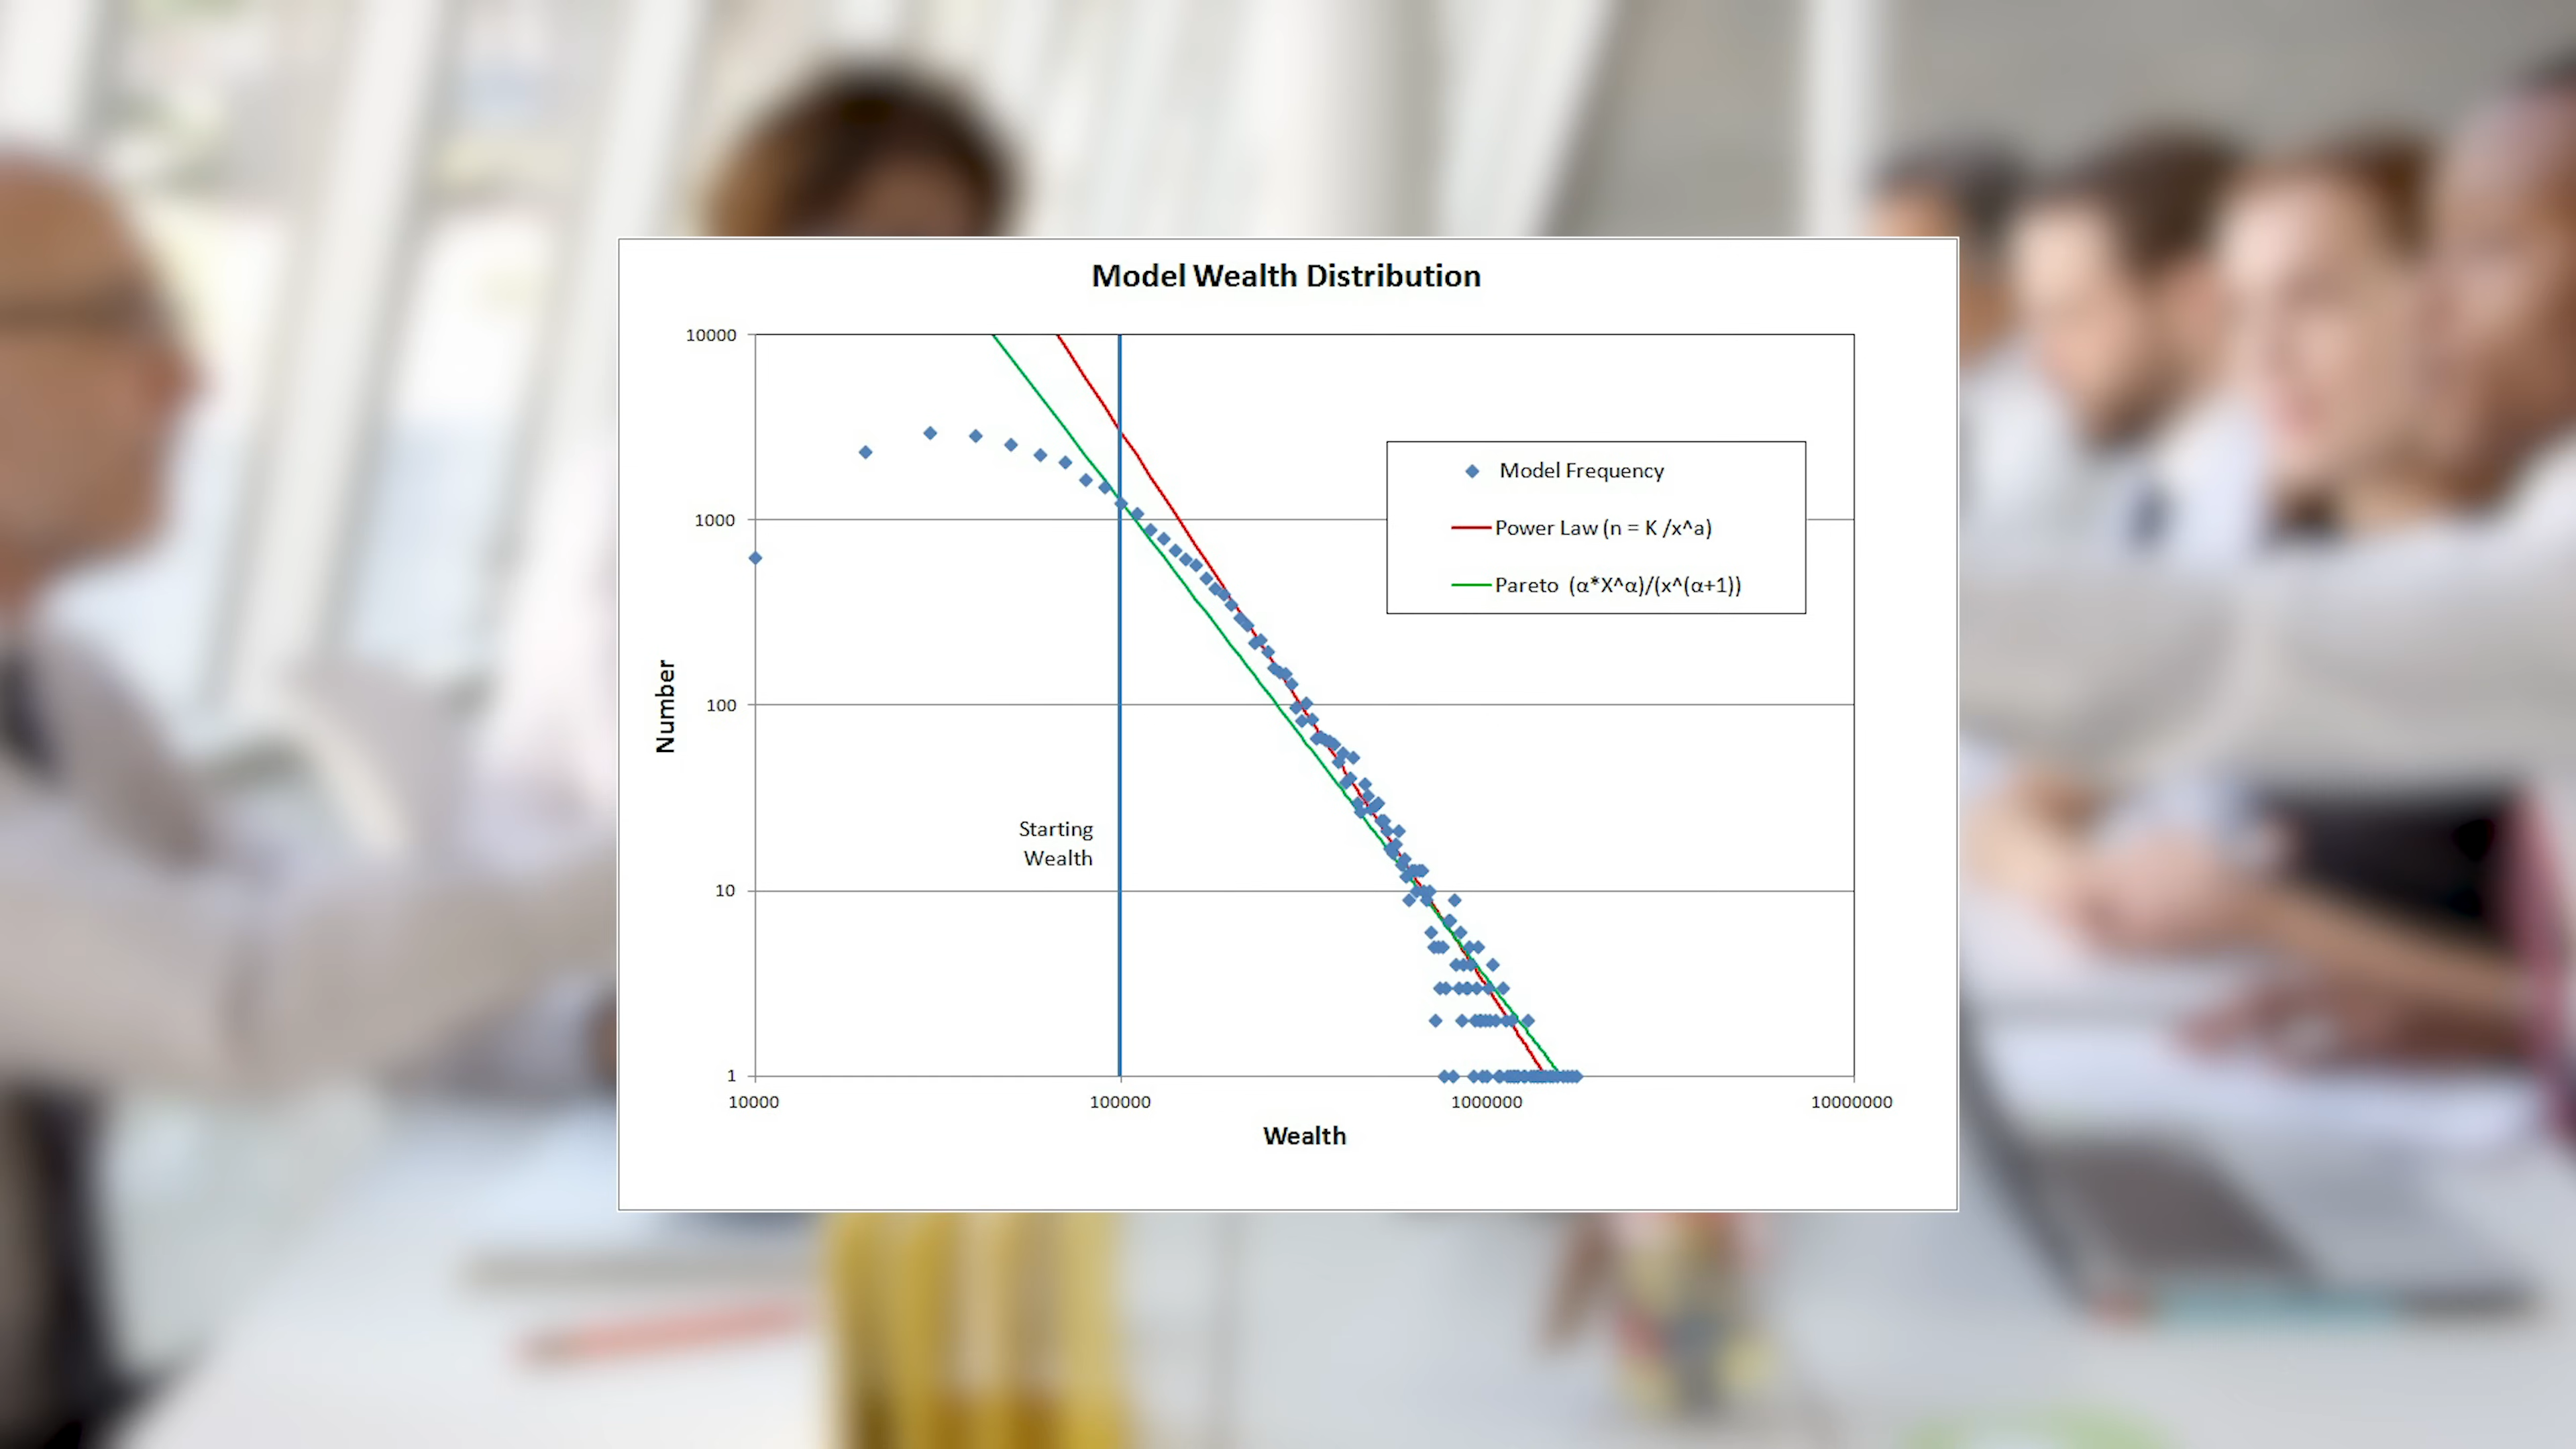 Model Wealth Distribution
10000
1000
100
10
1
Number
Starting
Wealth
Model Frequency
Power Law (n = K /x^a)
Pareto (α*X^α)/(x^(α+1))
10000
100000
1000000
10000000
Wealth